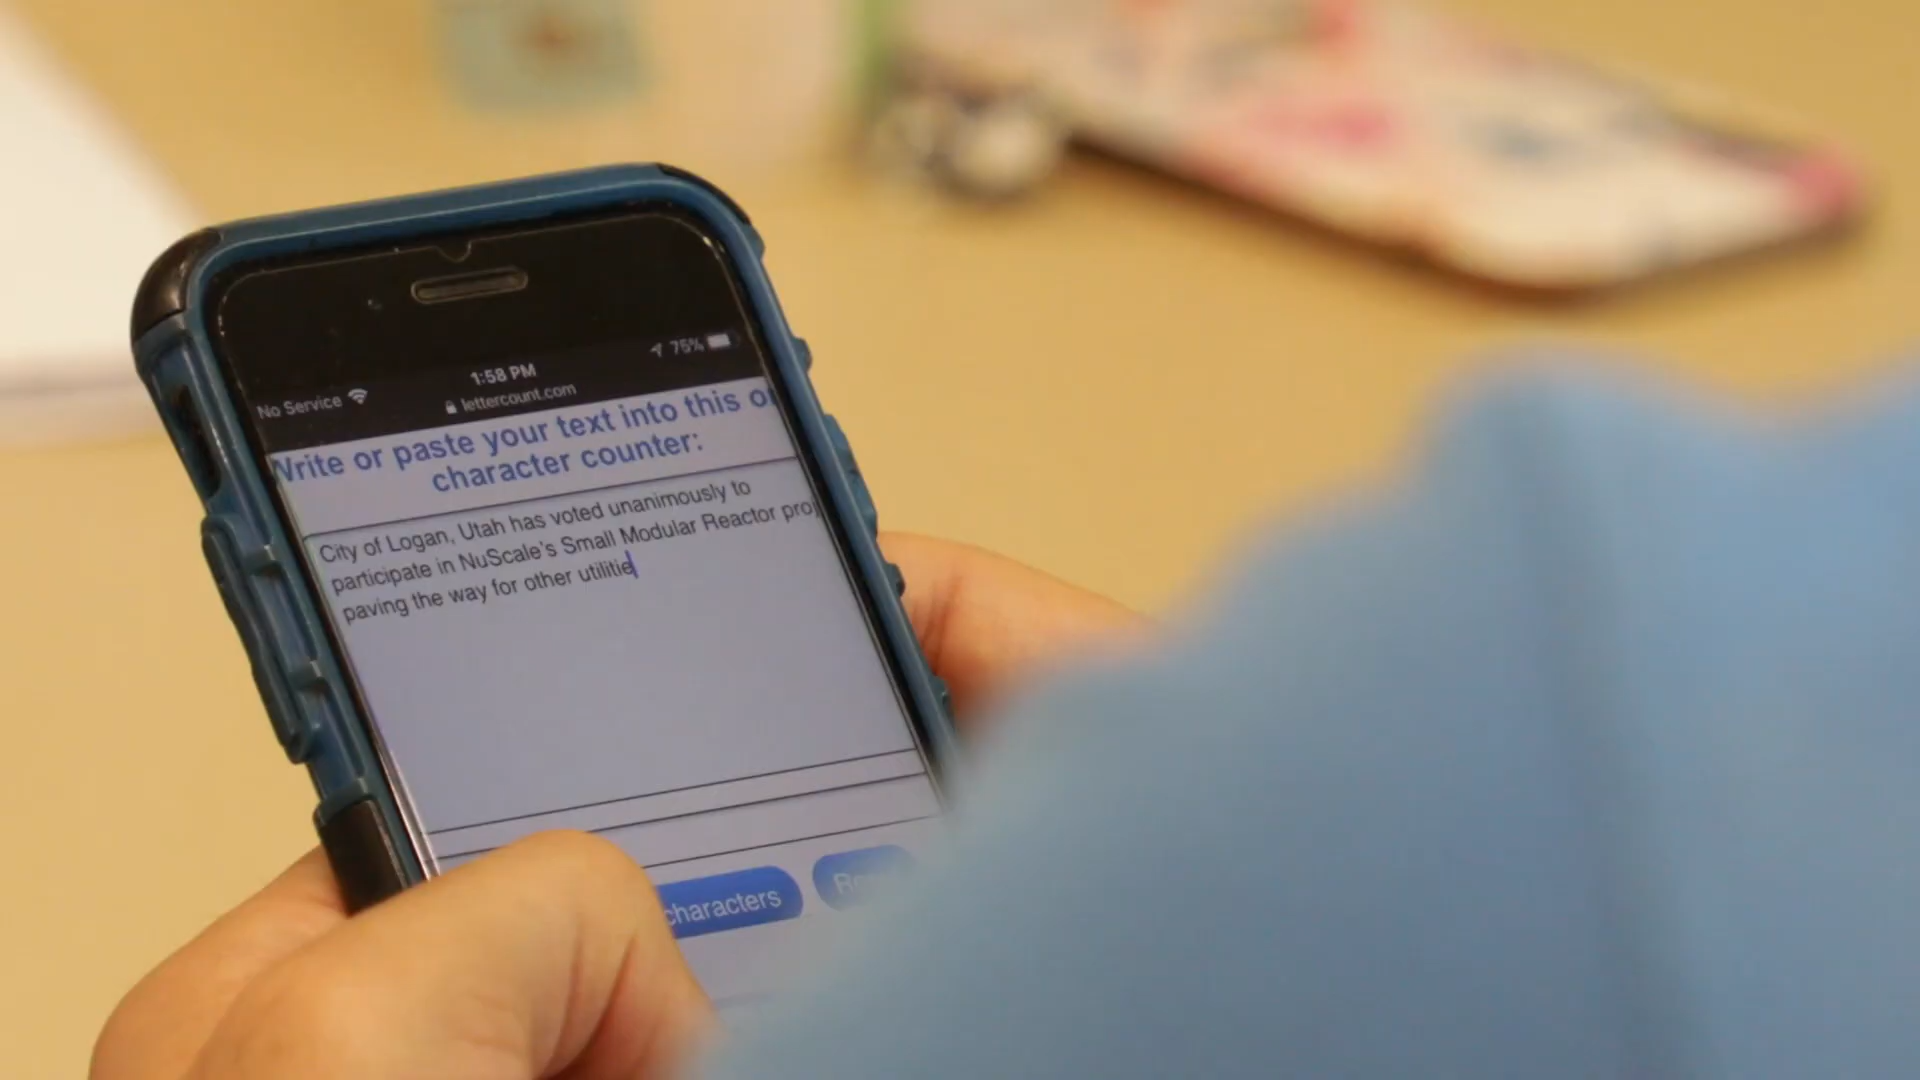 No Service 1:58 PM 75%
lettercount.com
Write or paste your text into this
character counter:
City of Logan, Utah has voted unanimously to
participate in NuScale's Small Modular Reactor proj
paving the way for other utilitie
characters